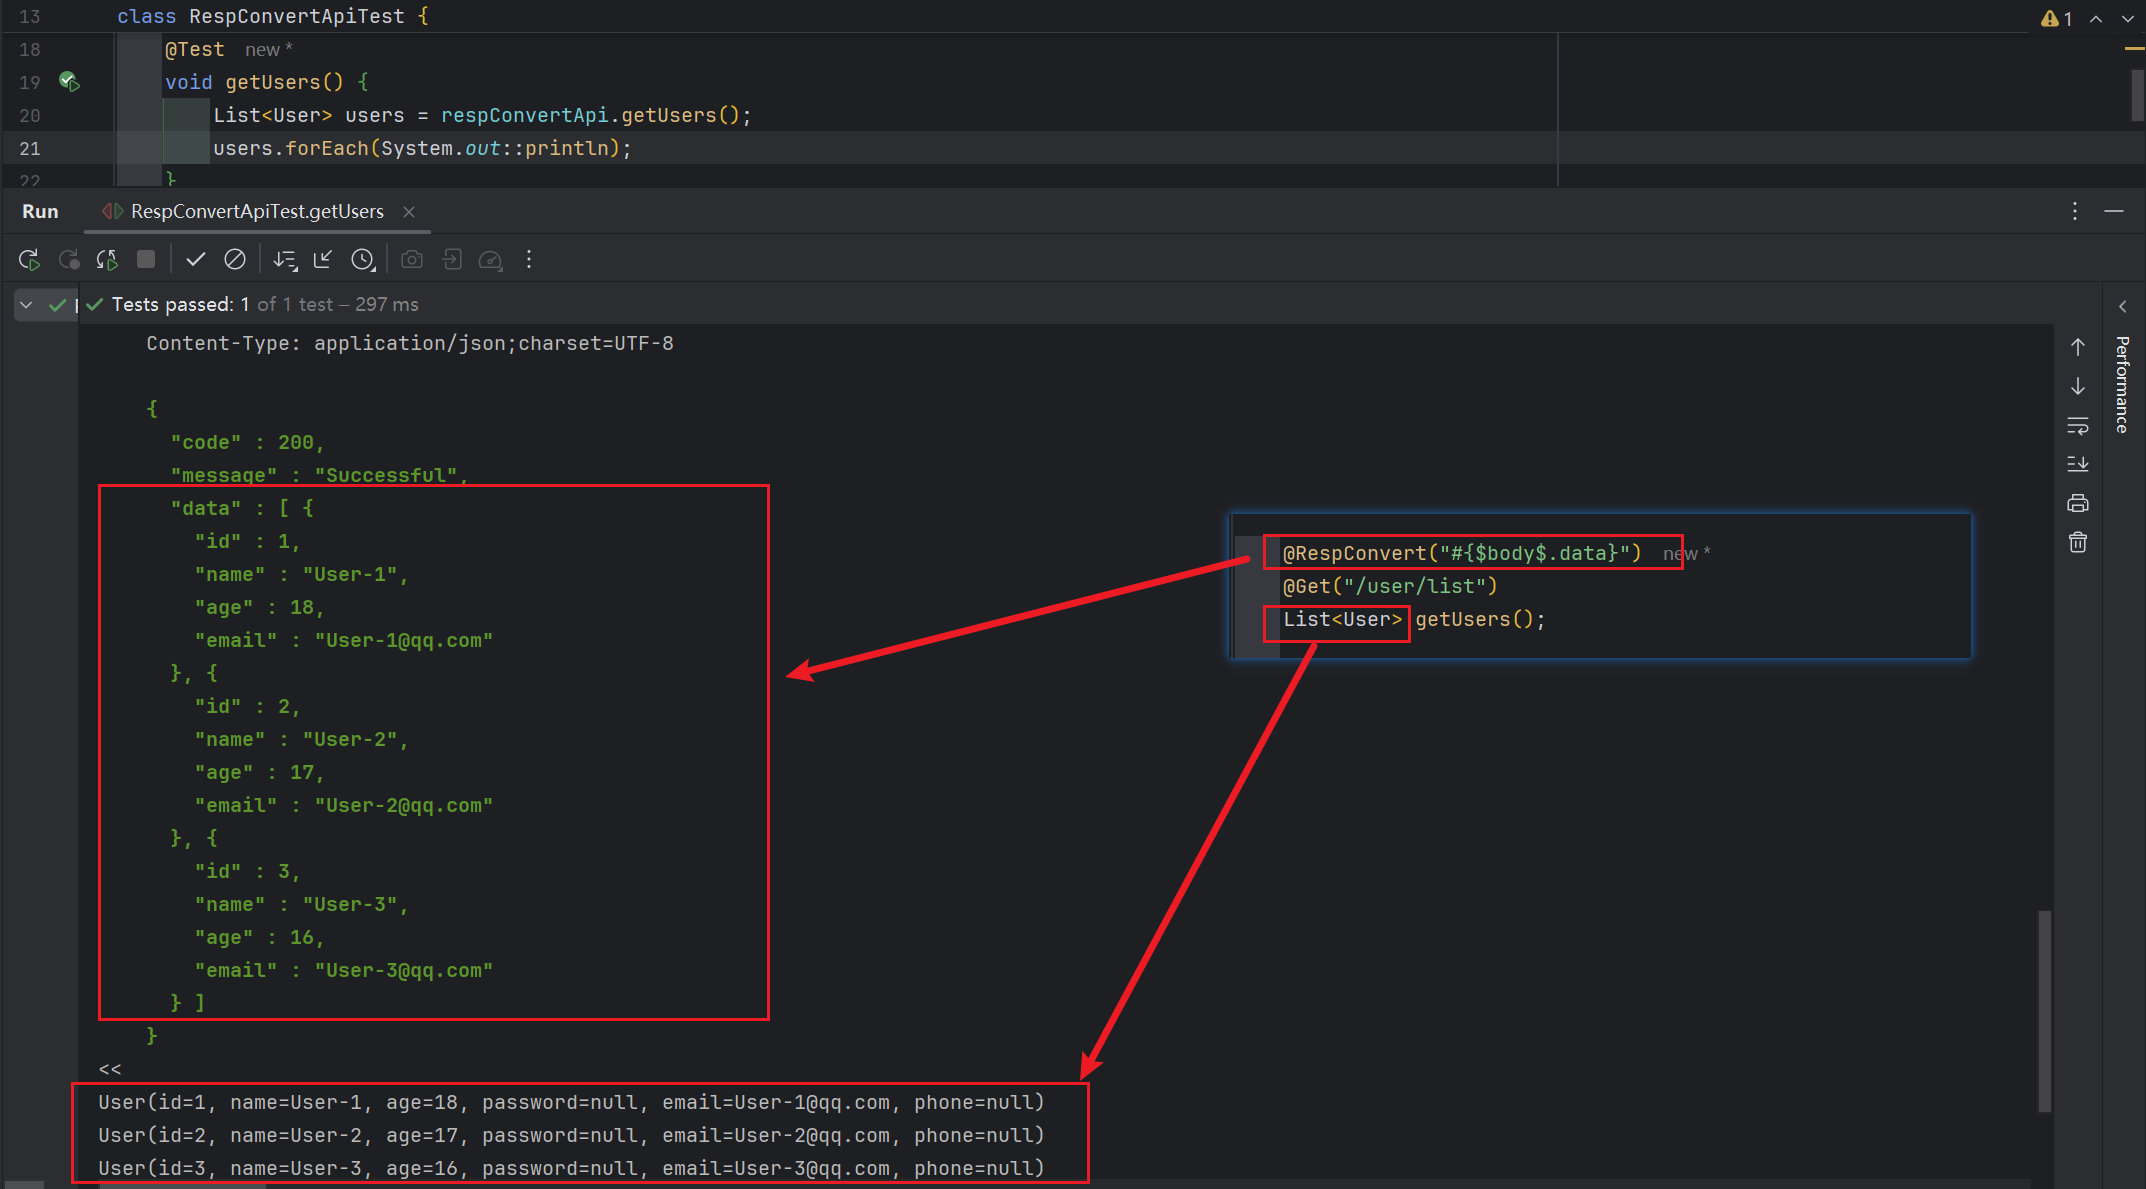 13 class RespConvertApiTest {
1
18 @Test new *
19 void getUsers() {
20 List<User> users = respConvertApi.getUsers();
21 users.forEach(System.out::println);
22 }
Run RespConvertApiTest.getUsers
Tests passed: 1 of 1 test – 297 ms
Performance
Content-Type: application/json;charset=UTF-8
{
"code" : 200,
"message" : "Successful",
"data" : [ {
"id" : 1,
"name" : "User-1",
"age" : 18,
"email" : "User-1@qq.com"
}, {
"id" : 2,
"name" : "User-2",
"age" : 17,
"email" : "User-2@qq.com"
}, {
"id" : 3,
"name" : "User-3",
"age" : 16,
"email" : "User-3@qq.com"
} ]
}
<<
User(id=1, name=User-1, age=18, password=null, email=User-1@qq.com, phone=null)
User(id=2, name=User-2, age=17, password=null, email=User-2@qq.com, phone=null)
User(id=3, name=User-3, age=16, password=null, email=User-3@qq.com, phone=null)
@RespConvert("#{$body$.data}") new *
@Get("/user/list")
List<User> getUsers();